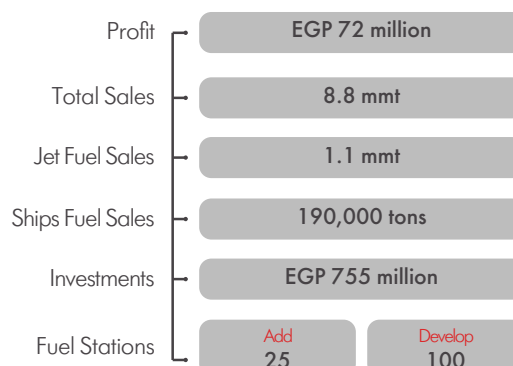 Profit EGP 72 million
Total Sales 8.8 mmt
Jet Fuel Sales 1.1 mmt
Ships Fuel Sales 190,000 tons
Investments EGP 755 million
Fuel Stations Add Develop
25 100